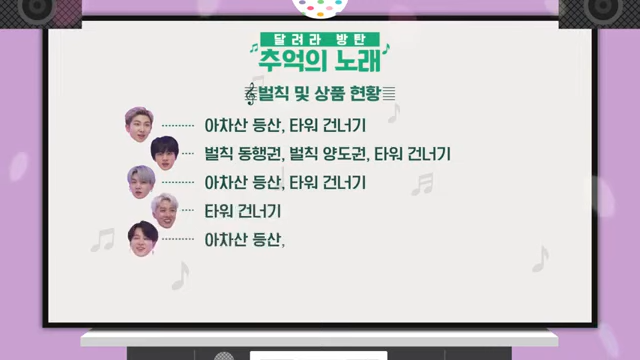 달려라 방탄
추억의 노래
벌칙 및 상품 현황
아차산 등산, 타워 건너기
벌칙 동행권, 벌칙 양도권, 타워 건너기
아차산 등산, 타워 건너기
타워 건너기
아차산 등산,